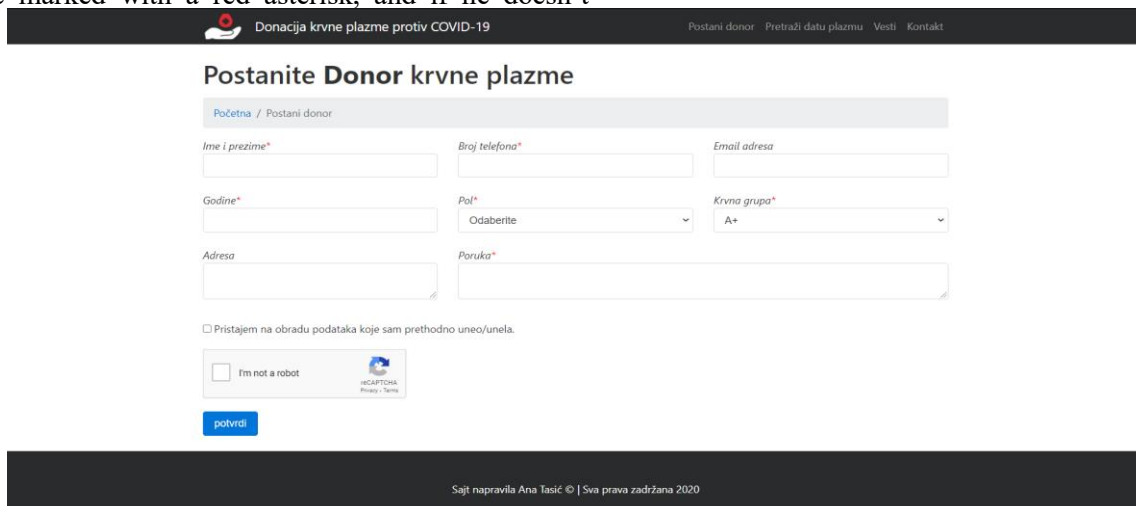 marked with a red asterisk, and if he doesn't
Donacija krvne plazme protiv COVID-19 Postani donor Pretraži datu plazmu Vesti Kontakt
Postanite Donor krvne plazme
Početna / Postani donor
Ime i prezime* Broj telefona* Email adresa
Godine* Pol* Krvna grupa*
Odaberite A+
Adresa Poruka*
Pristajem na obradu podataka koje sam prethodno uneo/unela.
I'm not a robot
reCAPTCHA
Privacy - Terms
potvrdi
Sajt napravila Ana Tasić © | Sva prava zadržana 2020